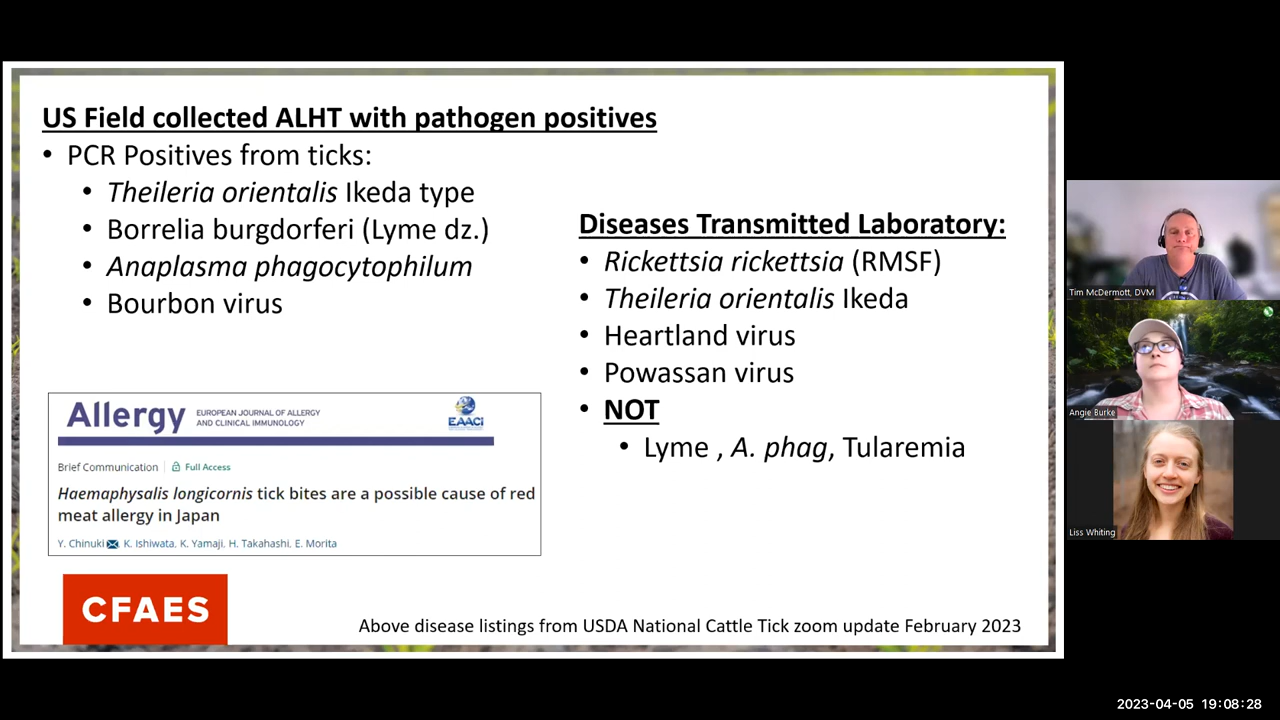 US Field collected ALHT with pathogen positives
• PCR Positives from ticks:
• Theileria orientalis Ikeda type
• Borrelia burgdorferi (Lyme dz.)
• Anaplasma phagocytophilum
• Bourbon virus
Diseases Transmitted Laboratory:
• Rickettsia rickettsia (RMSF)
• Theileria orientalis Ikeda
• Heartland virus
• Powassan virus
• NOT
• Lyme , A. phag, Tularemia
Allergy
EUROPEAN JOURNAL OF ALLERGY
AND CLINICAL IMMUNOLOGY
EAACI
Brief Communication
Full Access
Haemaphysalis longicornis tick bites are a possible cause of red
meat allergy in Japan
Y. Chinuki, K. Ishiwata, K. Yamaji, H. Takahashi, E. Morita
CFAES
Above disease listings from USDA National Cattle Tick zoom update February 2023
Tim McDermott, DVM
Angie Burke
Liss Whiting
2023-04-05 19:08:28